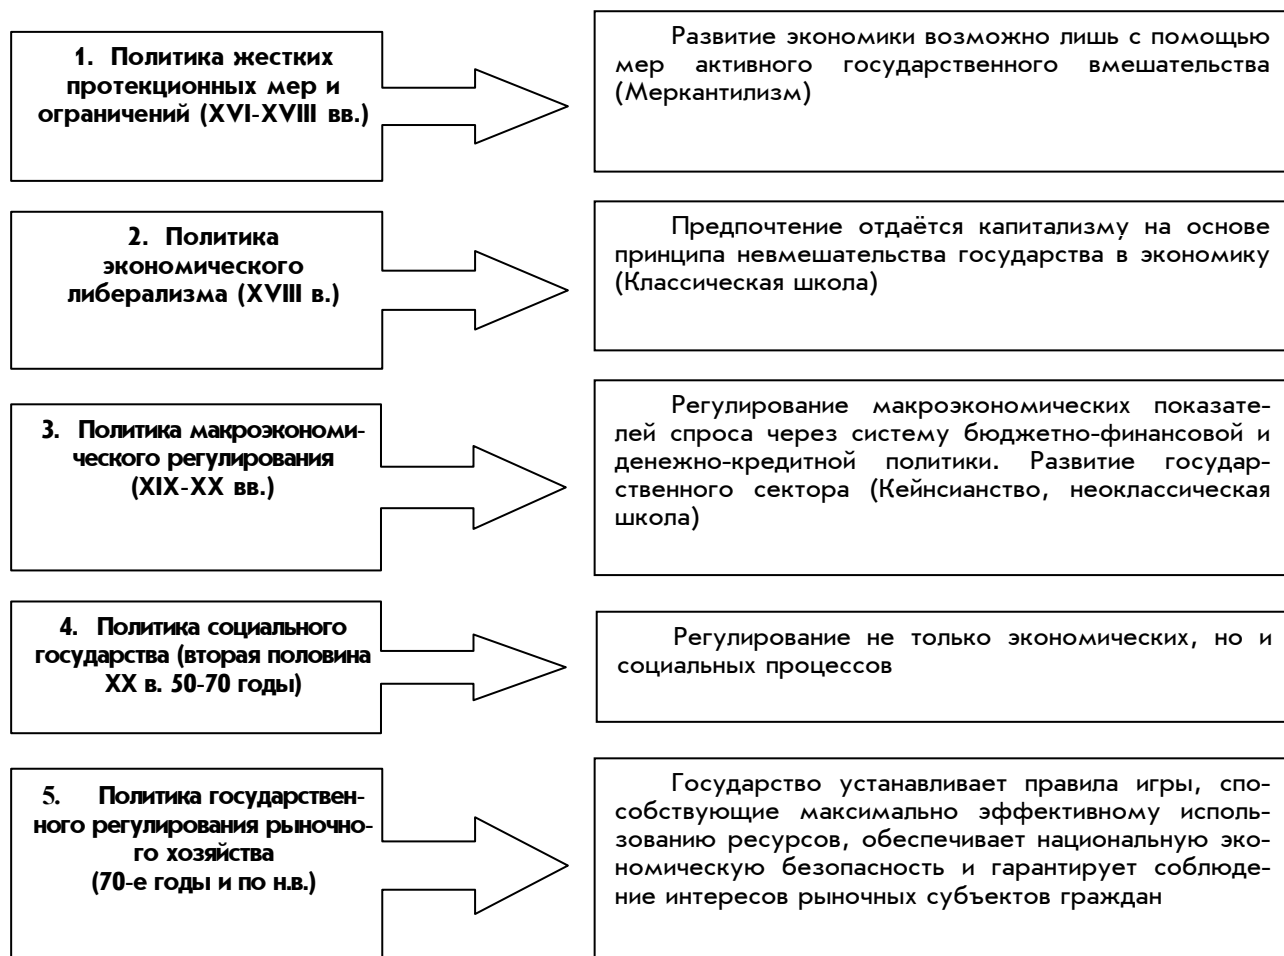 1. Политика жестких
протекционных мер и
ограничений (XVI-XVIII вв.)
Развитие экономики возможно лишь с помощью
мер активного государственного вмешательства
(Меркантилизм)
2. Политика
экономического
либерализма (XVIII в.)
Предпочтение отдаётся капитализму на основе
принципа невмешательства государства в экономику
(Классическая школа)
3. Политика макроэкономи-
ческого регулирования
(XIX-XX вв.)
Регулирование макроэкономических показате-
лей спроса через систему бюджетно-финансовой и
денежно-кредитной политики. Развитие государ-
ственного сектора (Кейнсианство, неоклассическая
школа)
4. Политика социального
государства (вторая половина
XX в. 50-70 годы)
Регулирование не только экономических, но и
социальных процессов
5. Политика государствен-
ного регулирования рыночно-
го хозяйства
(70-е годы и по н.в.)
Государство устанавливает правила игры, спо-
собствующие максимально эффективному исполь-
зованию ресурсов, обеспечивает национальную эко-
номическую безопасность и гарантирует соблюде-
ние интересов рыночных субъектов граждан